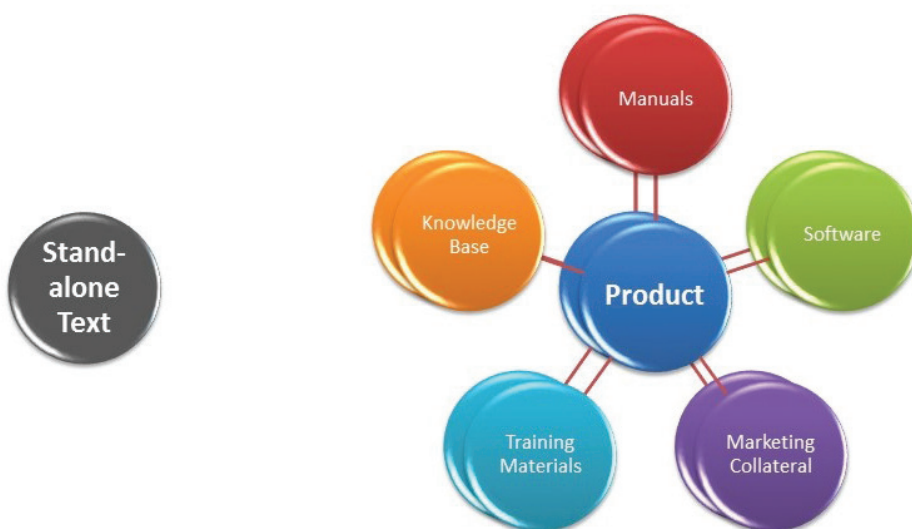 Manuals
Knowledge
Base
Software
Stand-
alone
Text
Product
Training
Materials
Marketing
Collateral